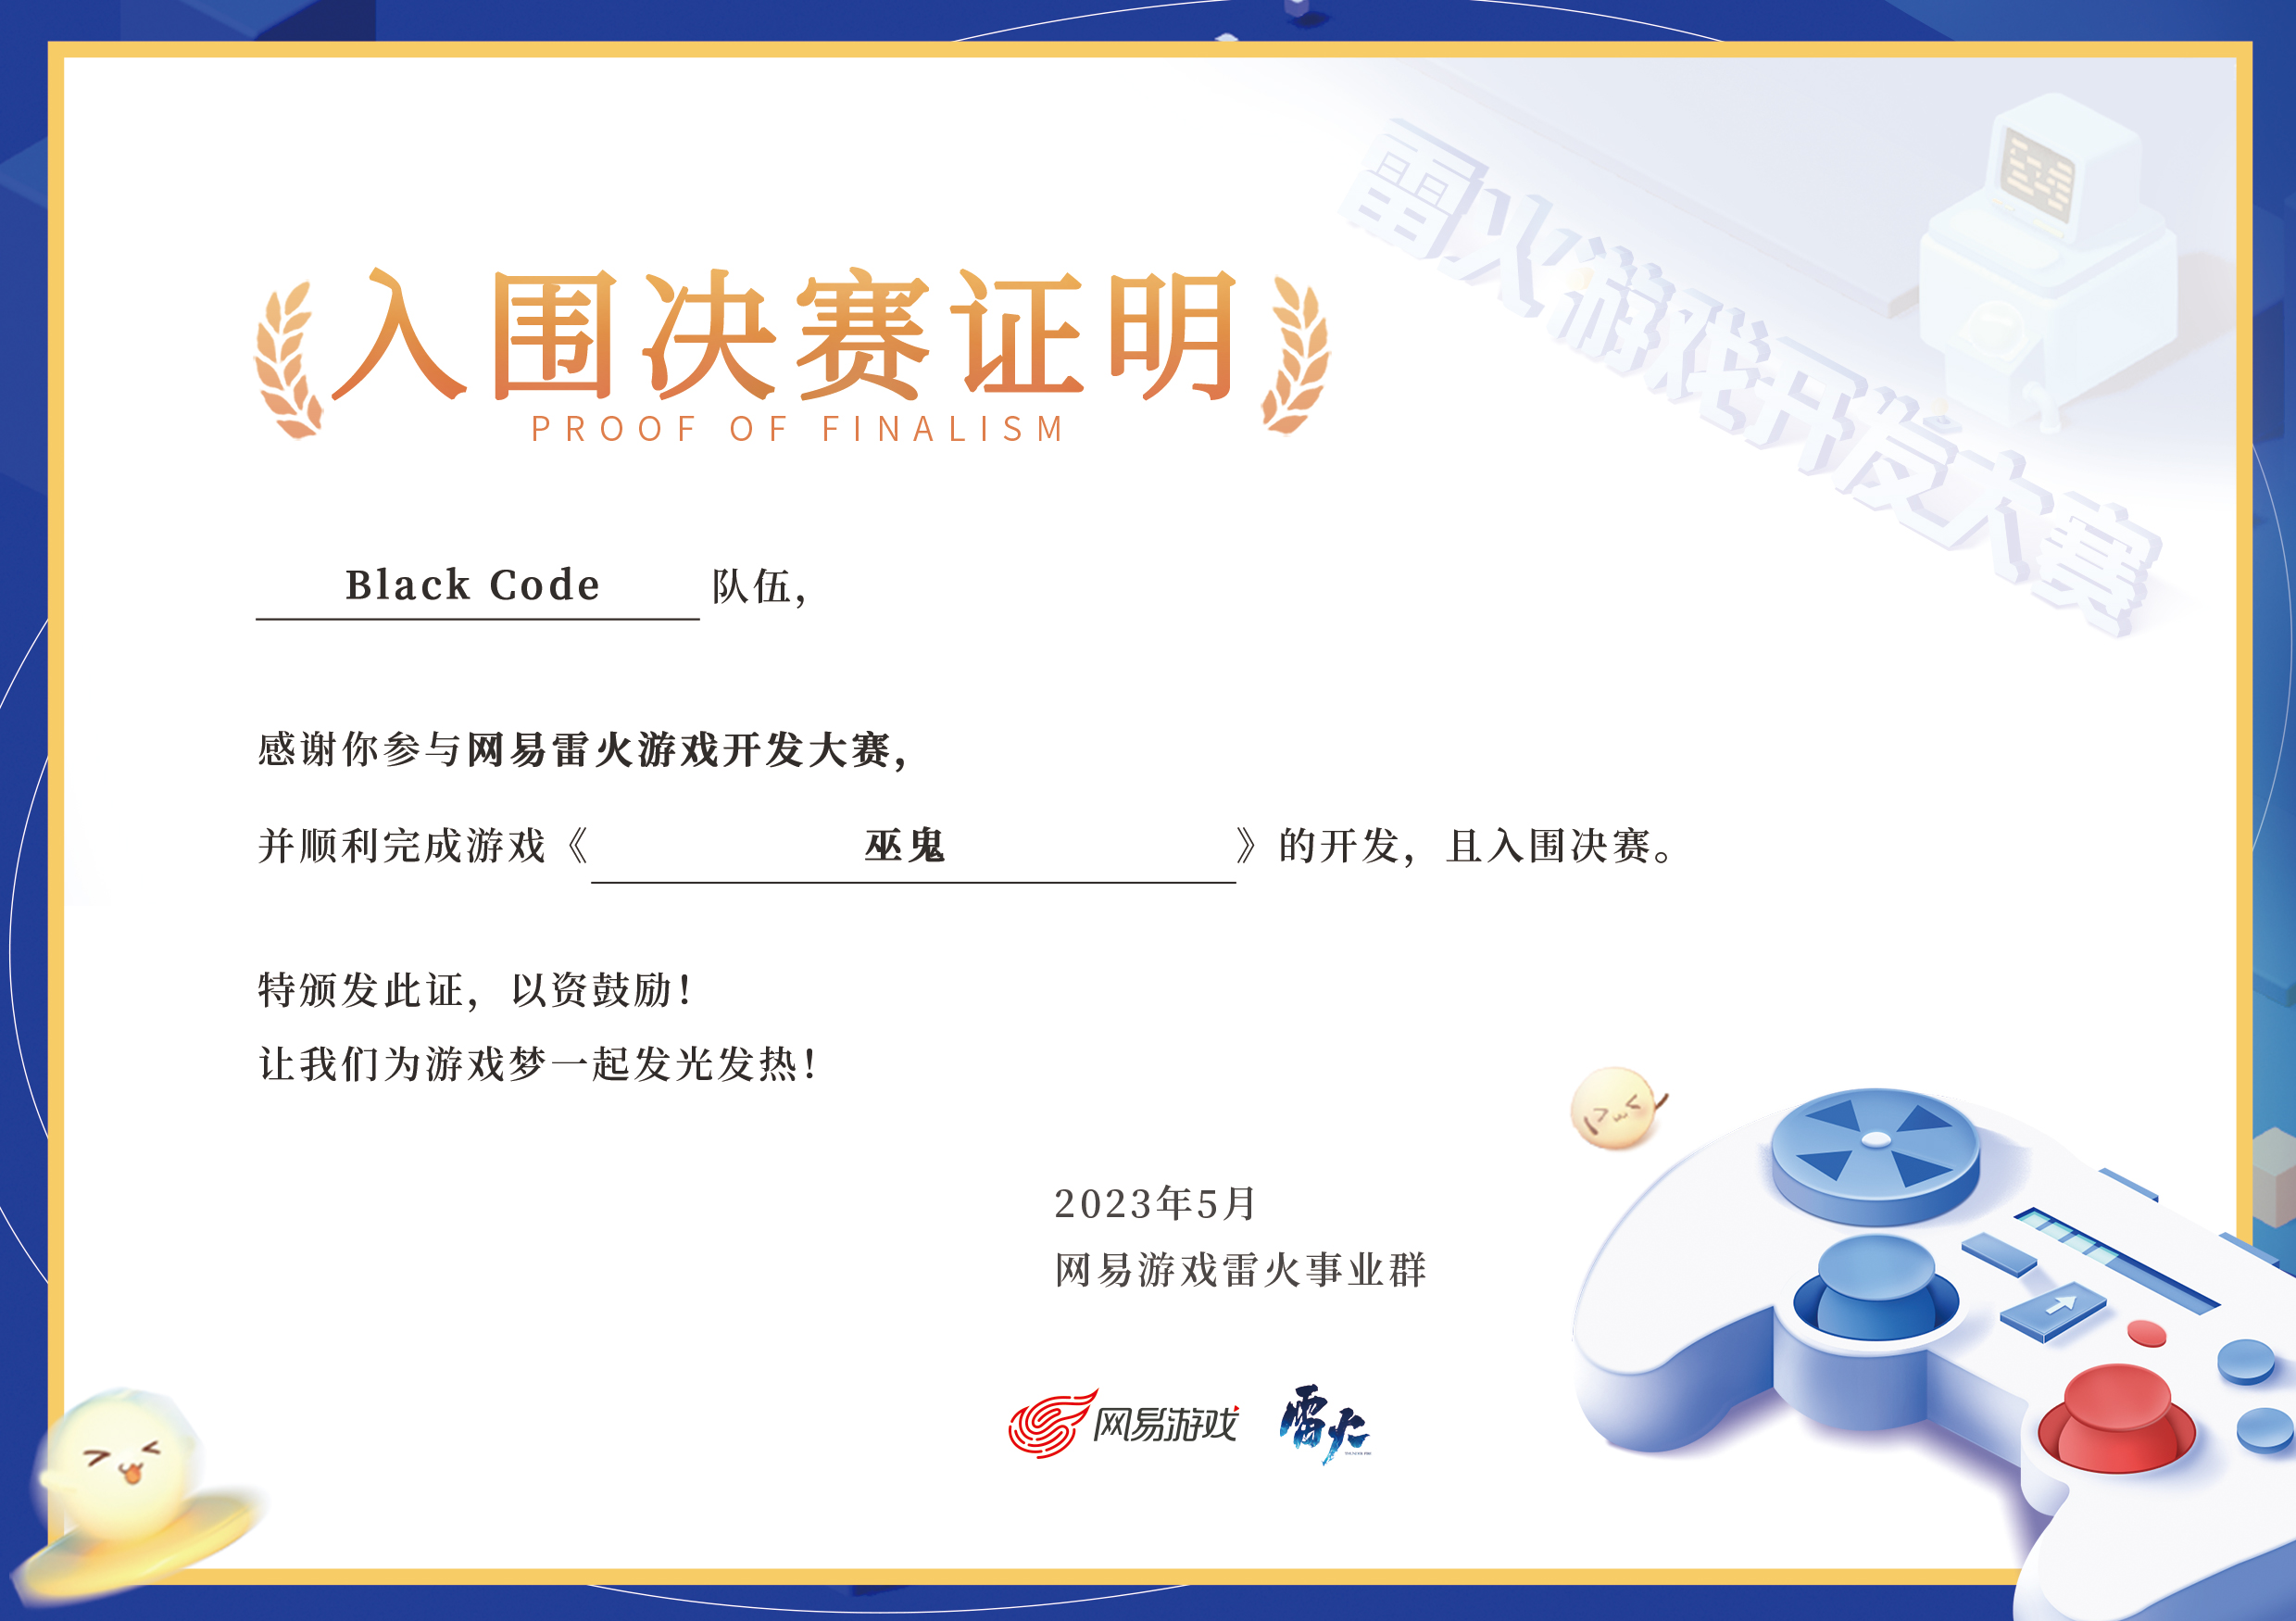 雷火游戏开发大赛
入围决赛证明
PROOF OF FINALISM
Black Code 队伍，
感谢你参与网易雷火游戏开发大赛，
并顺利完成游戏《巫鬼》的开发，且入围决赛。
特颁发此证，以资鼓励！
让我们为游戏梦一起发光发热！
2023年5月
网易游戏雷火事业群
网易游戏 雷火